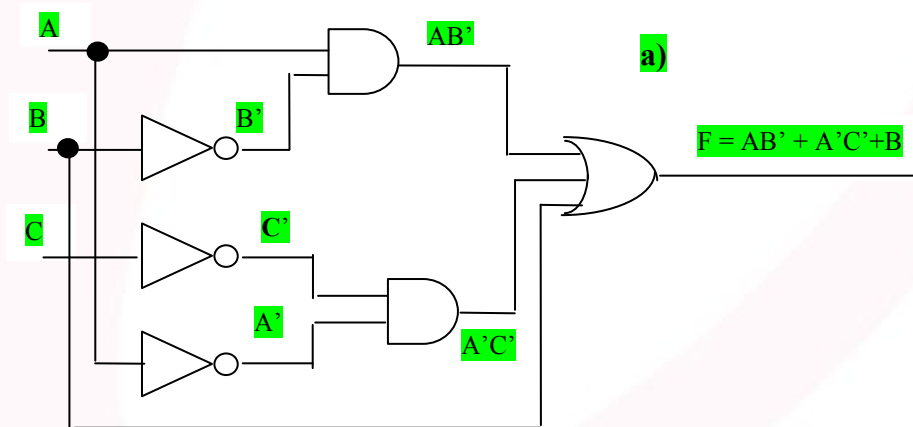 A
AB’
a)
B
B’
F = AB’ + A’C’+B
C
C’
A’
A’C’